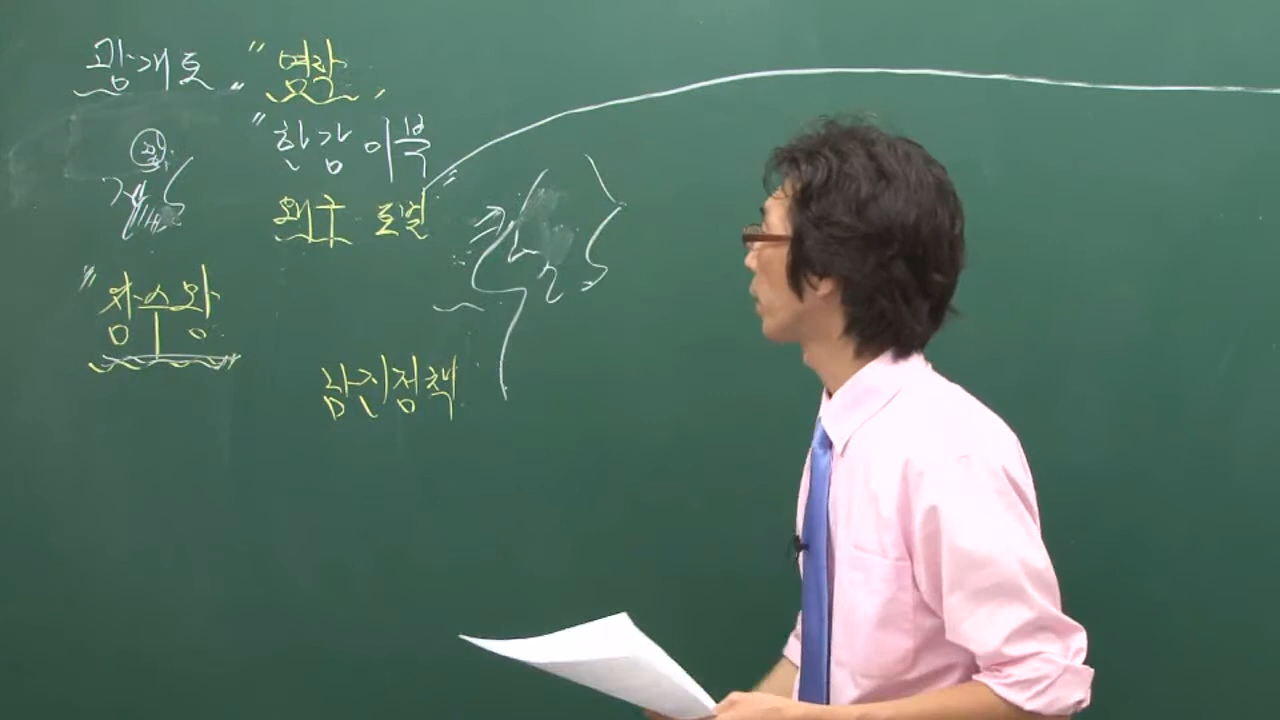 광개토 "영락"
"한강 이북"
왜구 토벌
"장수왕
남진정책